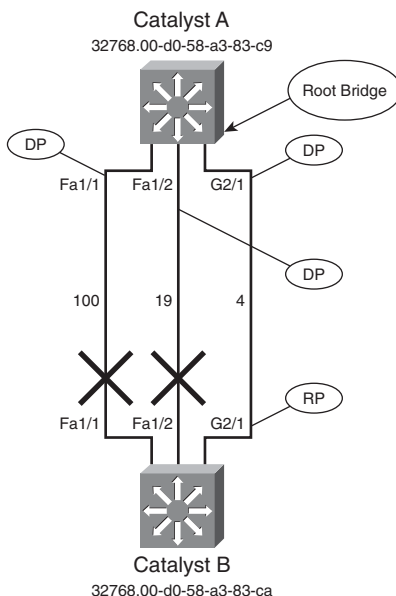 Catalyst A
32768.00-d0-58-a3-83-c9
Root Bridge
DP
DP
Fa1/1
Fa1/2
G2/1
DP
100
19
4
RP
Fa1/1
Fa1/2
G2/1
Catalyst B
32768.00-d0-58-a3-83-ca